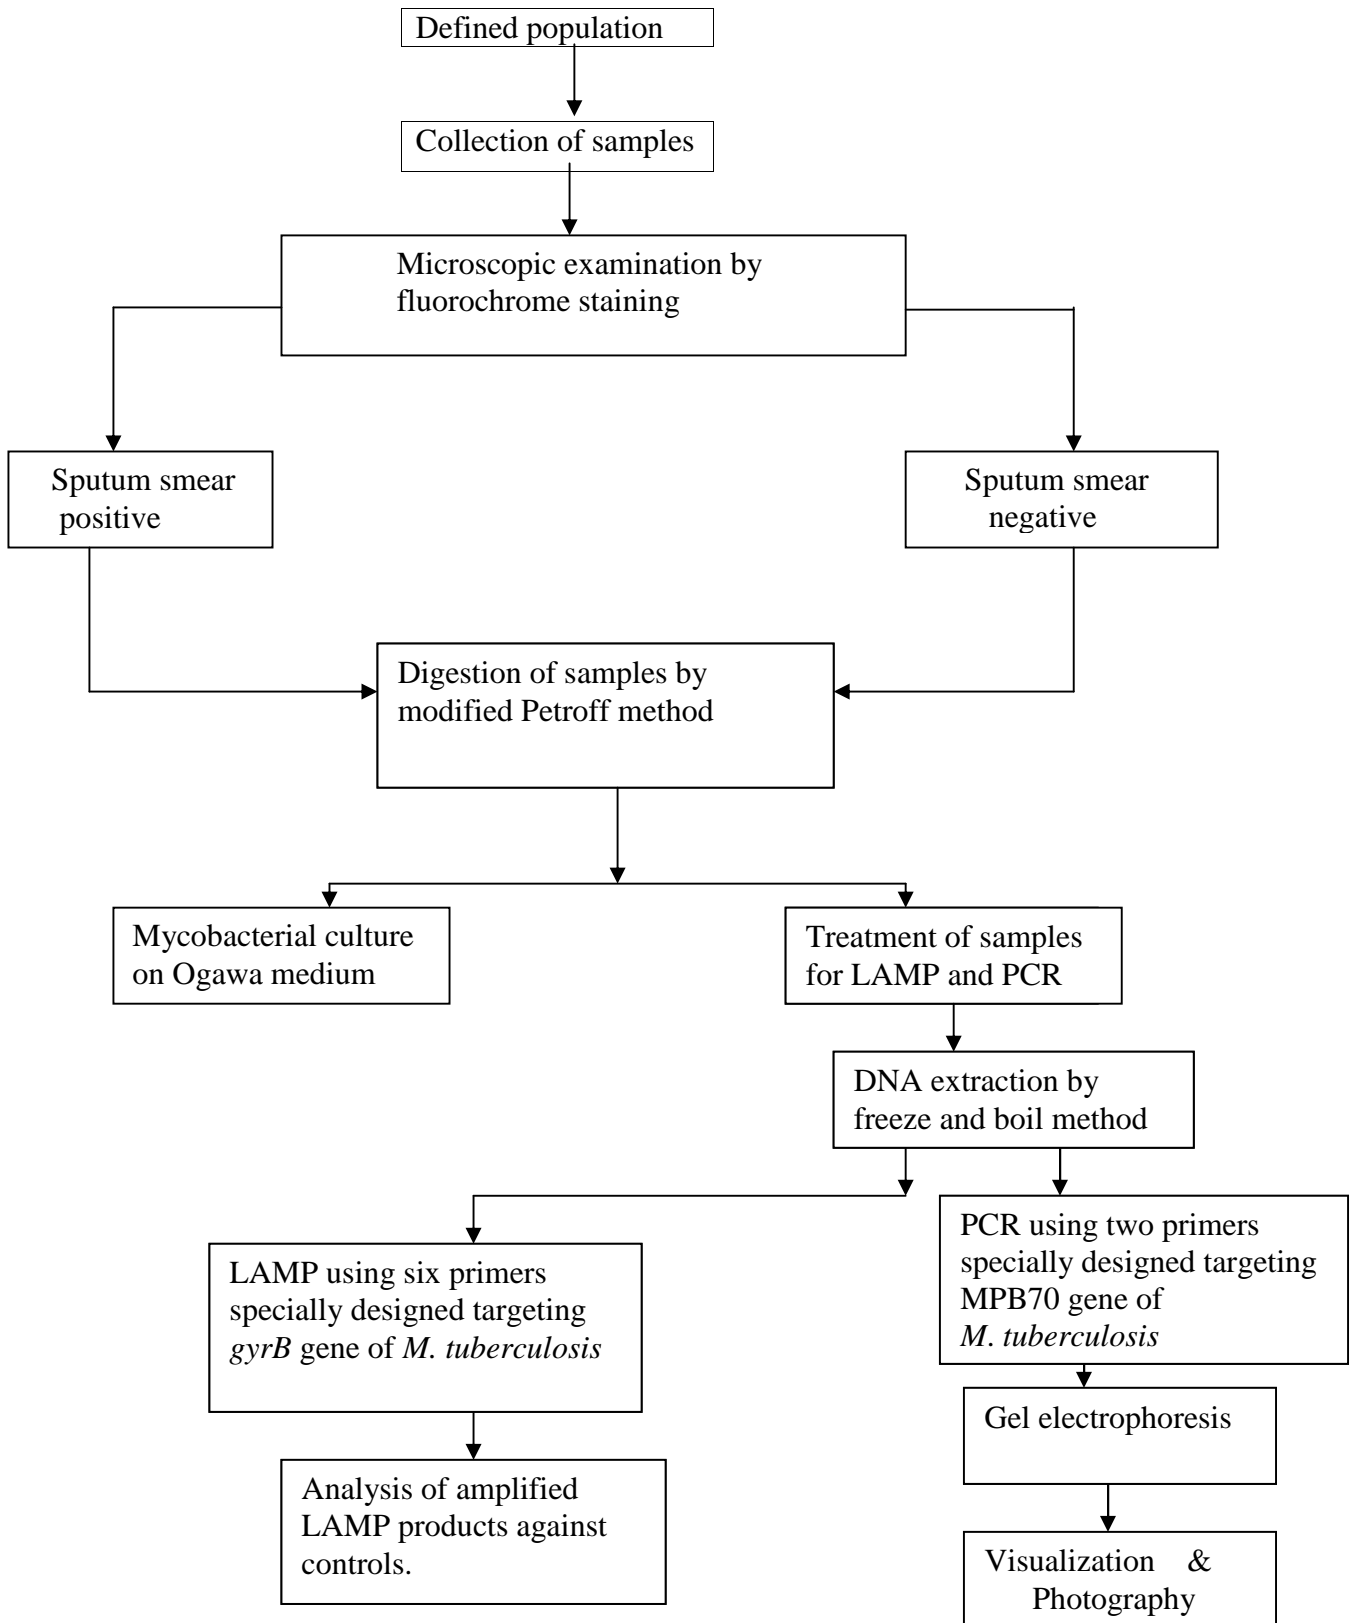 Defined population
Collection of samples
Microscopic examination by
fluorochrome staining
Sputum smear
positive
Sputum smear
negative
Digestion of samples by
modified Petroff method
Mycobacterial culture
on Ogawa medium
Treatment of samples
for LAMP and PCR
DNA extraction by
freeze and boil method
LAMP using six primers
specially designed targeting
gyrB gene of M. tuberculosis
PCR using two primers
specially designed targeting
MPB70 gene of
M. tuberculosis
Analysis of amplified
LAMP products against
controls.
Gel electrophoresis
Visualization &
Photography